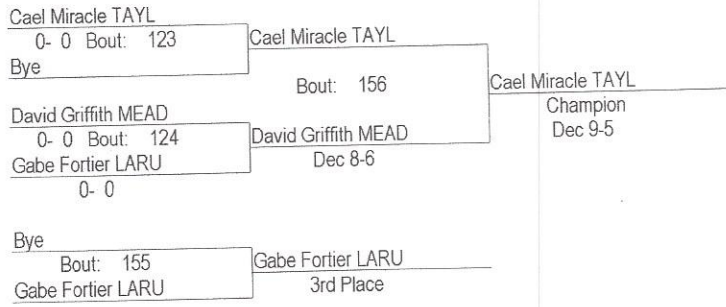 Cael Miracle TAYL
0- 0 Bout: 123
Bye
Cael Miracle TAYL
Bout: 156
David Griffith MEAD
0- 0 Bout: 124
Gabe Fortier LARU
0- 0
David Griffith MEAD
Dec 8-6
Cael Miracle TAYL
Champion
Dec 9-5
Bye
Bout: 155
Gabe Fortier LARU
Gabe Fortier LARU
3rd Place